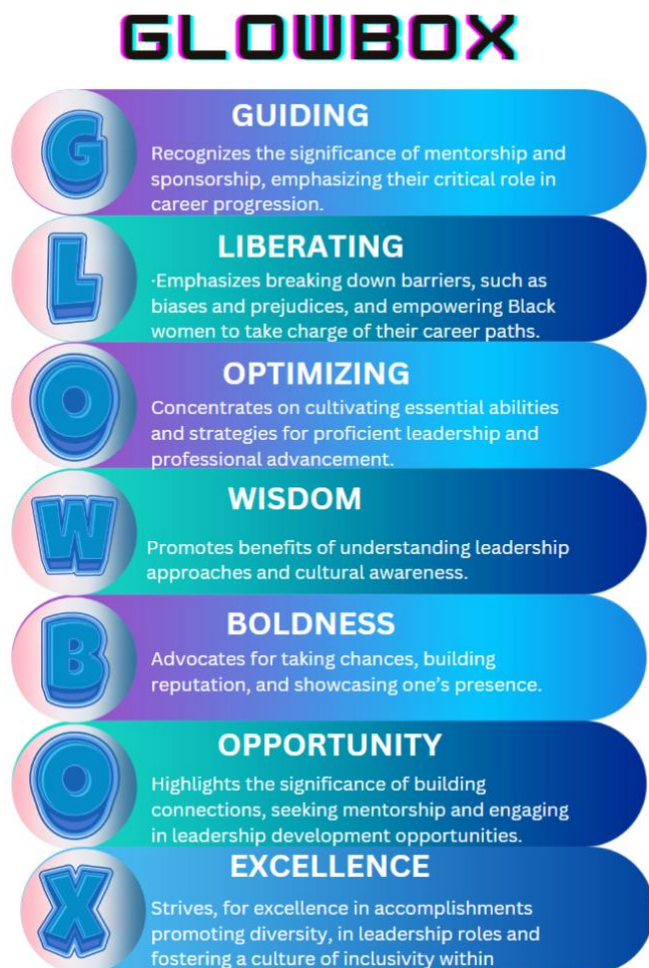 GLOWBOX
G
GUIDING
Recognizes the significance of mentorship and
sponsorship, emphasizing their critical role in
career progression.
L
LIBERATING
·Emphasizes breaking down barriers, such as
biases and prejudices, and empowering Black
women to take charge of their career paths.
O
OPTIMIZING
Concentrates on cultivating essential abilities
and strategies for proficient leadership and
professional advancement.
W
WISDOM
Promotes benefits of understanding leadership
approaches and cultural awareness.
B
BOLDNESS
Advocates for taking chances, building
reputation, and showcasing one’s presence.
O
OPPORTUNITY
Highlights the significance of building
connections, seeking mentorship and engaging
in leadership development opportunities.
X
EXCELLENCE
Strives, for excellence in accomplishments
promoting diversity, in leadership roles and
fostering a culture of inclusivity within